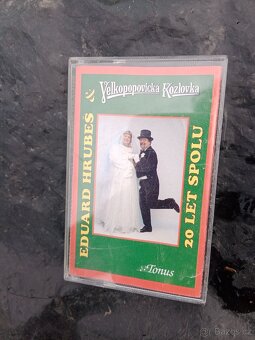 EDUARD HRUBEŠ &
Velkopopovická Kozlovka
20 LET SPOLU
Tonus